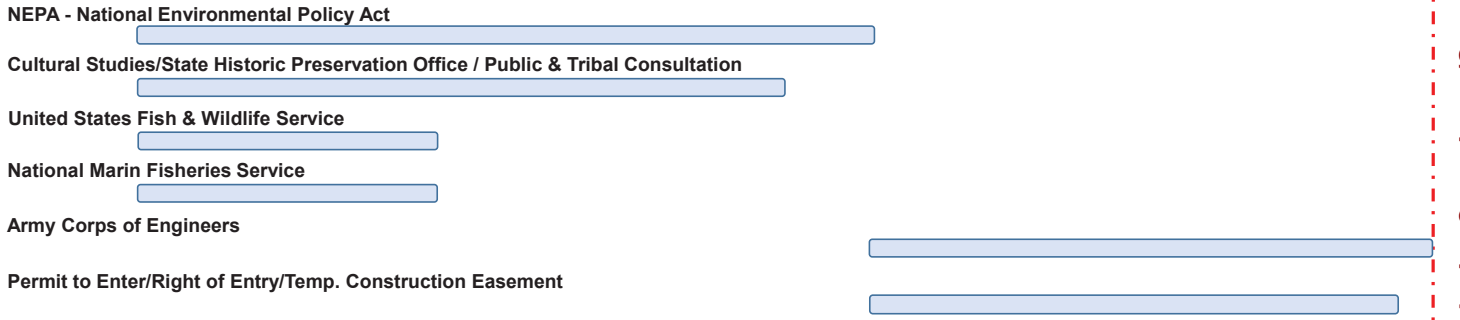 NEPA - National Environmental Policy Act
Cultural Studies/State Historic Preservation Office / Public & Tribal Consultation
United States Fish & Wildlife Service
National Marin Fisheries Service
Army Corps of Engineers
Permit to Enter/Right of Entry/Temp. Construction Easement